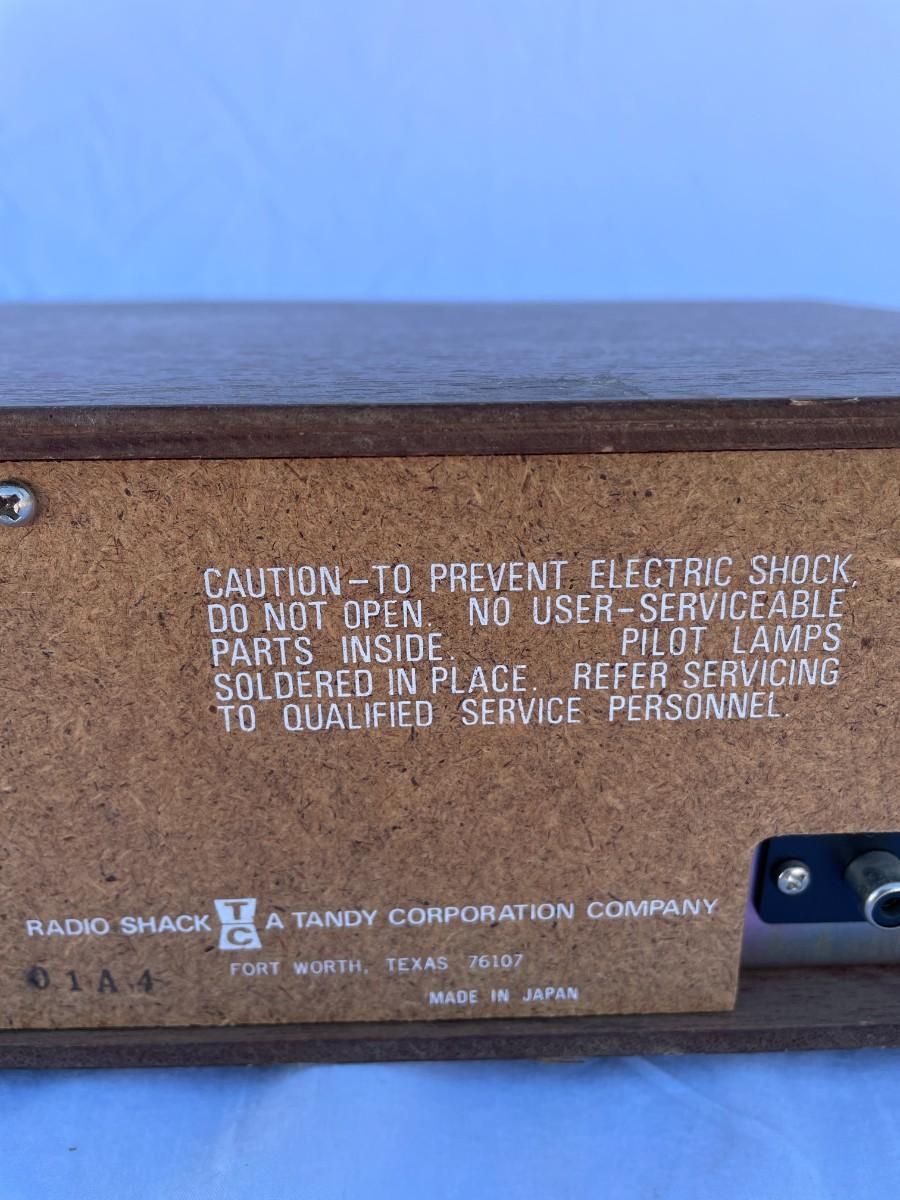 CAUTION-TO PREVENT ELECTRIC SHOCK,
DO NOT OPEN. NO USER-SERVICEABLE
PARTS INSIDE. PILOT LAMPS
SOLDERED IN PLACE. REFER SERVICING
TO QUALIFIED SERVICE PERSONNEL.
RADIO SHACK TC A TANDY CORPORATION COMPANY
FORT WORTH, TEXAS 76107
01A4
MADE IN JAPAN